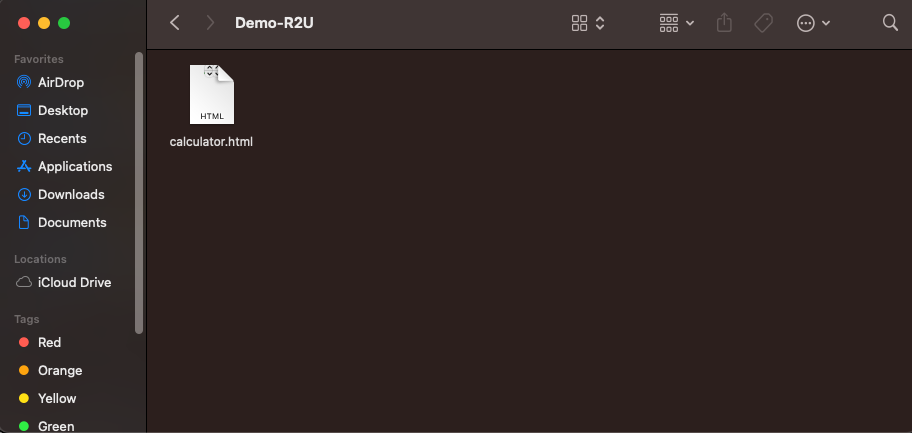 Demo-R2U
Favorites
AirDrop
Desktop
Recents
Applications
Downloads
Documents
Locations
iCloud Drive
Tags
Red
Orange
Yellow
Green
HTML
calculator.html